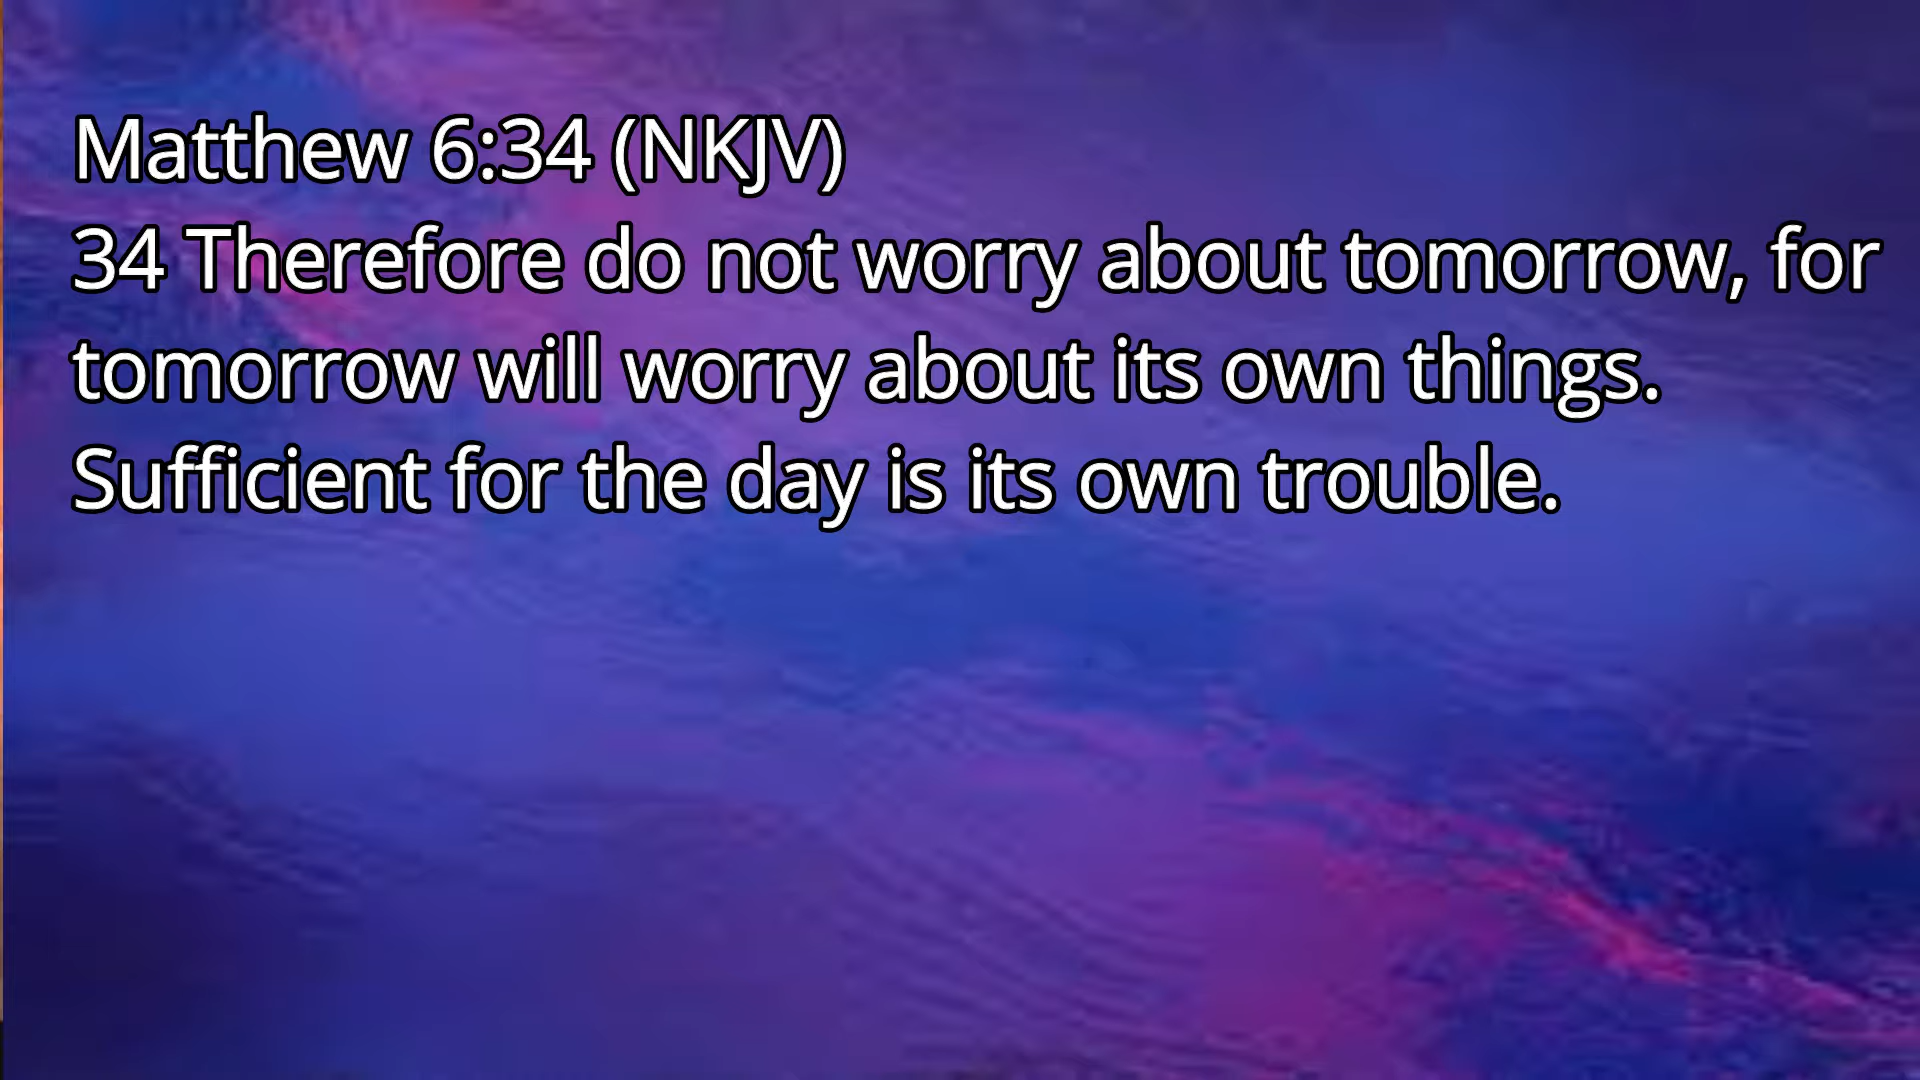 Matthew 6:34 (NKJV)
34 Therefore do not worry about tomorrow, for
tomorrow will worry about its own things.
Sufficient for the day is its own trouble.